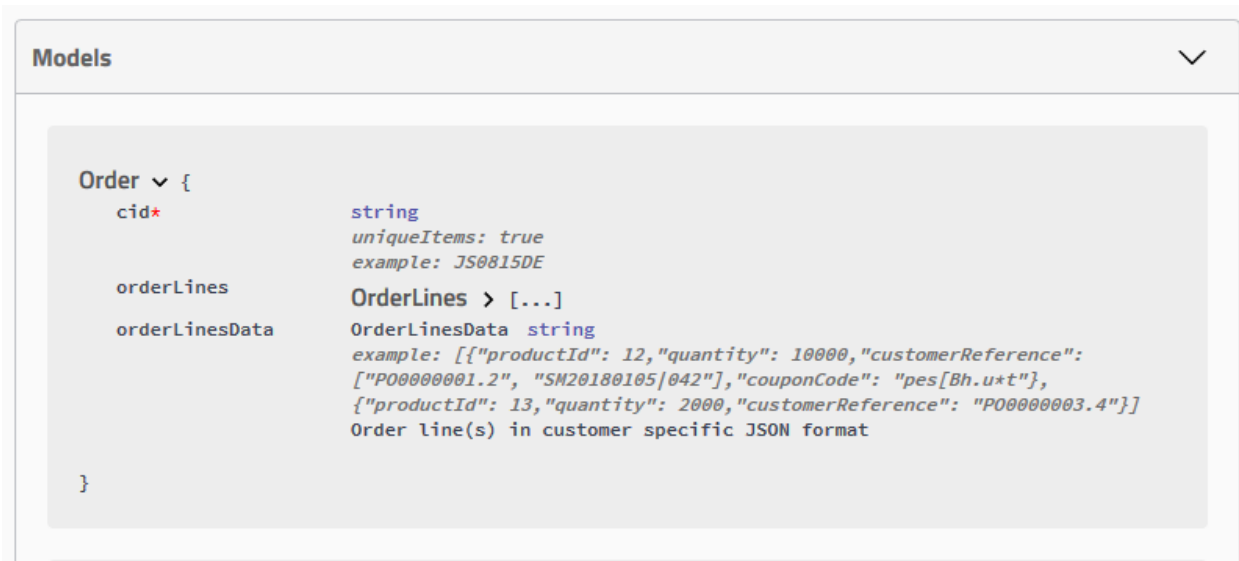 Models
Order {
cid* string
uniqueItems: true
example: JS0815DE
orderLines OrderLines > [...]
orderLinesData OrderLinesData string
example: [{"productId": 12,"quantity": 10000,"customerReference":
["PO0000001.2", "SM20180105|042"],"couponCode": "pes[Bh.u*t"},
{"productId": 13,"quantity": 2000,"customerReference": "PO0000003.4"}]
Order line(s) in customer specific JSON format
}